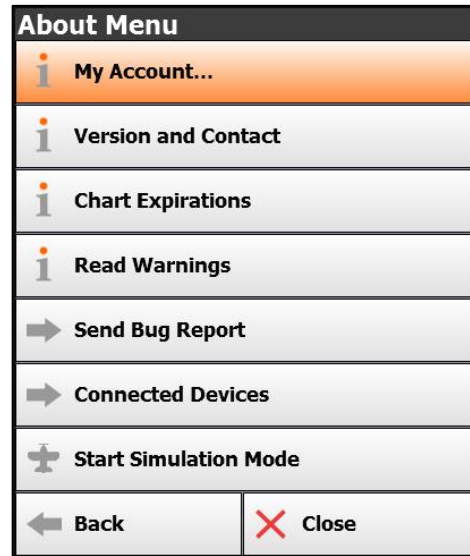 About Menu
My Account...
Version and Contact
Chart Expirations
Read Warnings
Send Bug Report
Connected Devices
Start Simulation Mode
Back
Close